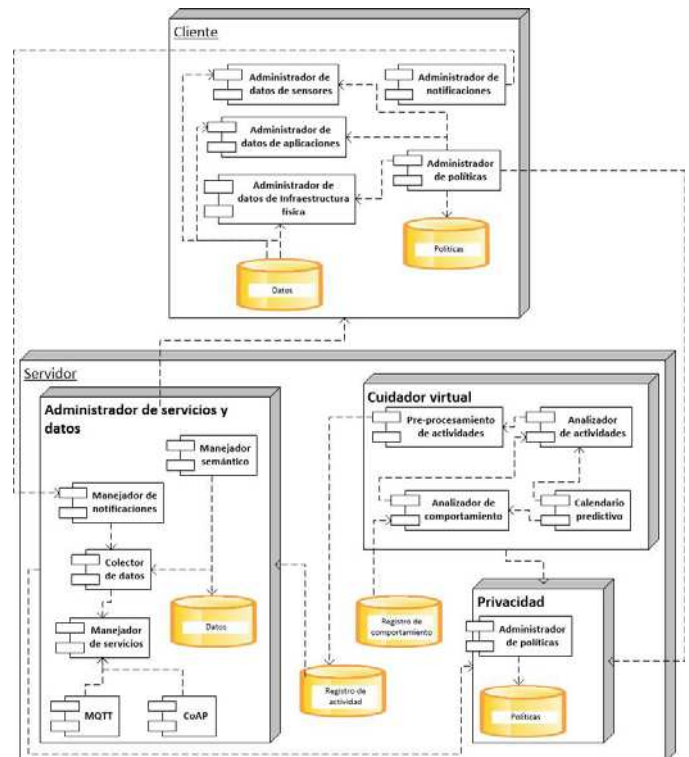 Cliente
Administrador de
datos de sensores
Administrador de
notificaciones
Administrador de
datos de aplicaciones
Administrador
de políticas
Administrador de
datos de Infraestructura
física
Políticas
Datos
Servidor
Administrador de servicios y
datos
Manejador
semántico
Manejador de
notificaciones
Colector
de datos
Manejador
de servicios
Datos
MQTT
CoAP
Cuidador virtual
Pre-procesamiento
de actividades
Analizador
de actividades
Analizador de
comportamiento
Calendario
predictivo
Registro de
comportamiento
Registro de
actividad
Privacidad
Administrador
de políticas
Políticas